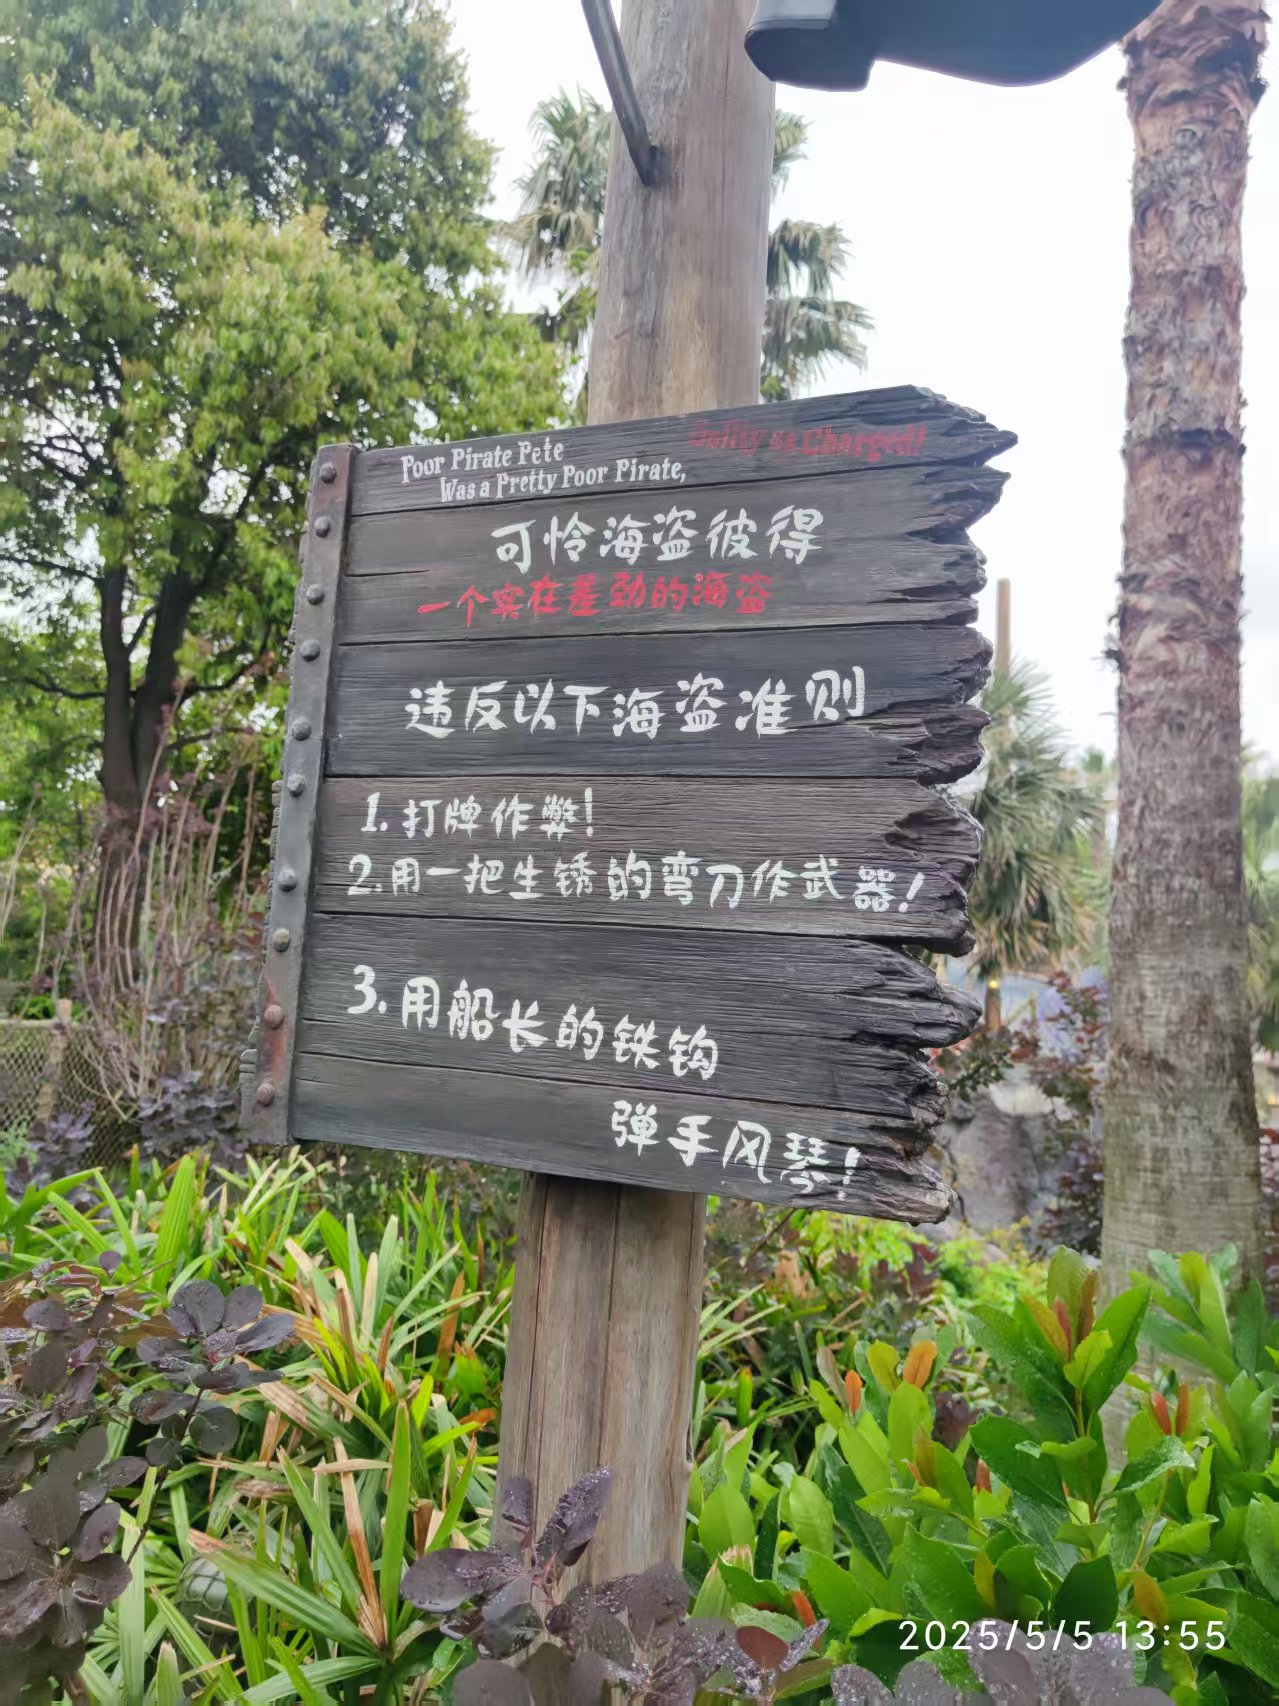 Poor Pirate Pete
Was a Pretty Poor Pirate,
Guilty as Charged!
可怜海盗彼得
一个实在差劲的海盗
违反以下海盗准则
1. 打牌作弊!
2. 用一把生锈的弯刀作武器!
3. 用船长的铁钩
弹手风琴!
2025/5/5 13:55